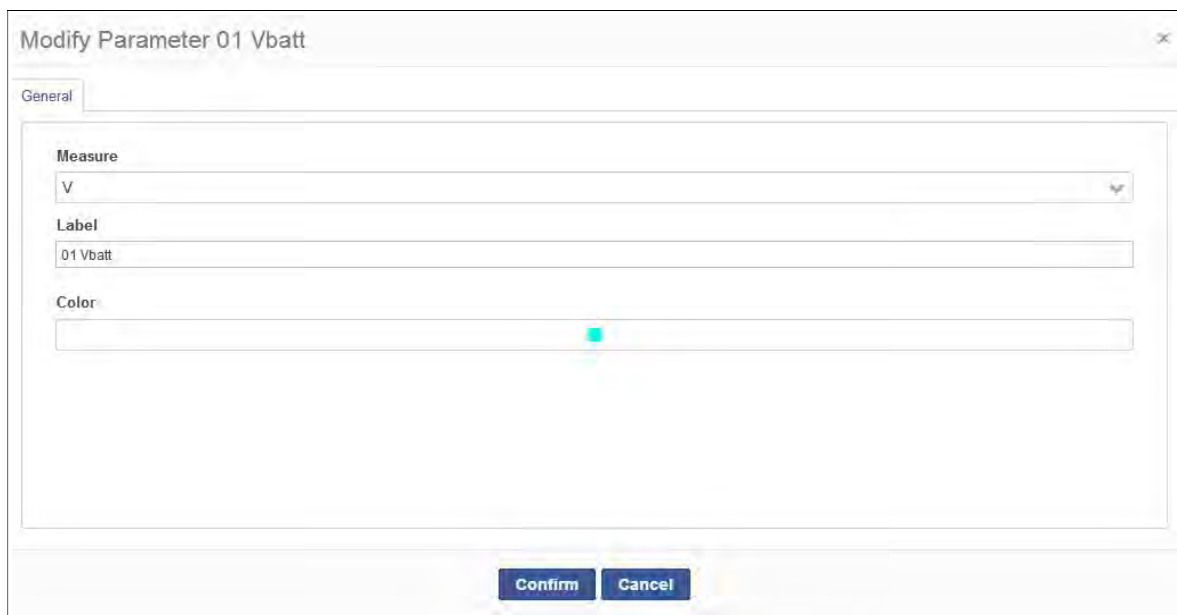 Modify Parameter 01 Vbatt
General
Measure
V
Label
01 Vbatt
Color
Confirm Cancel